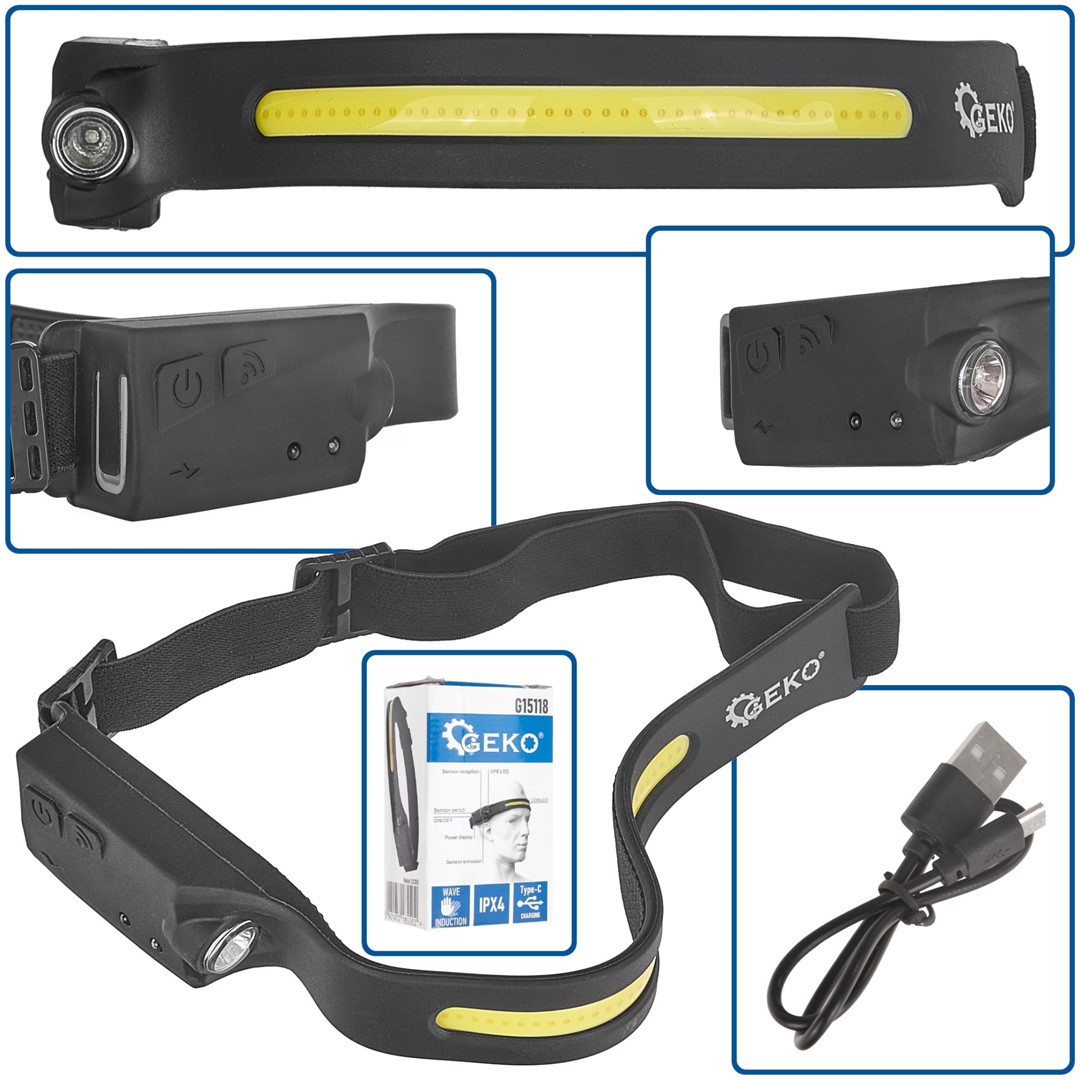 GEKO®
GEKO®
G15118
GEKO®
Sensor reception
XPE LED
Sensor switch
COB LED
ON/OFF
Power display
Sensor emission
WAVE
INDUCTION
IPX4
Type-C
CHARGING